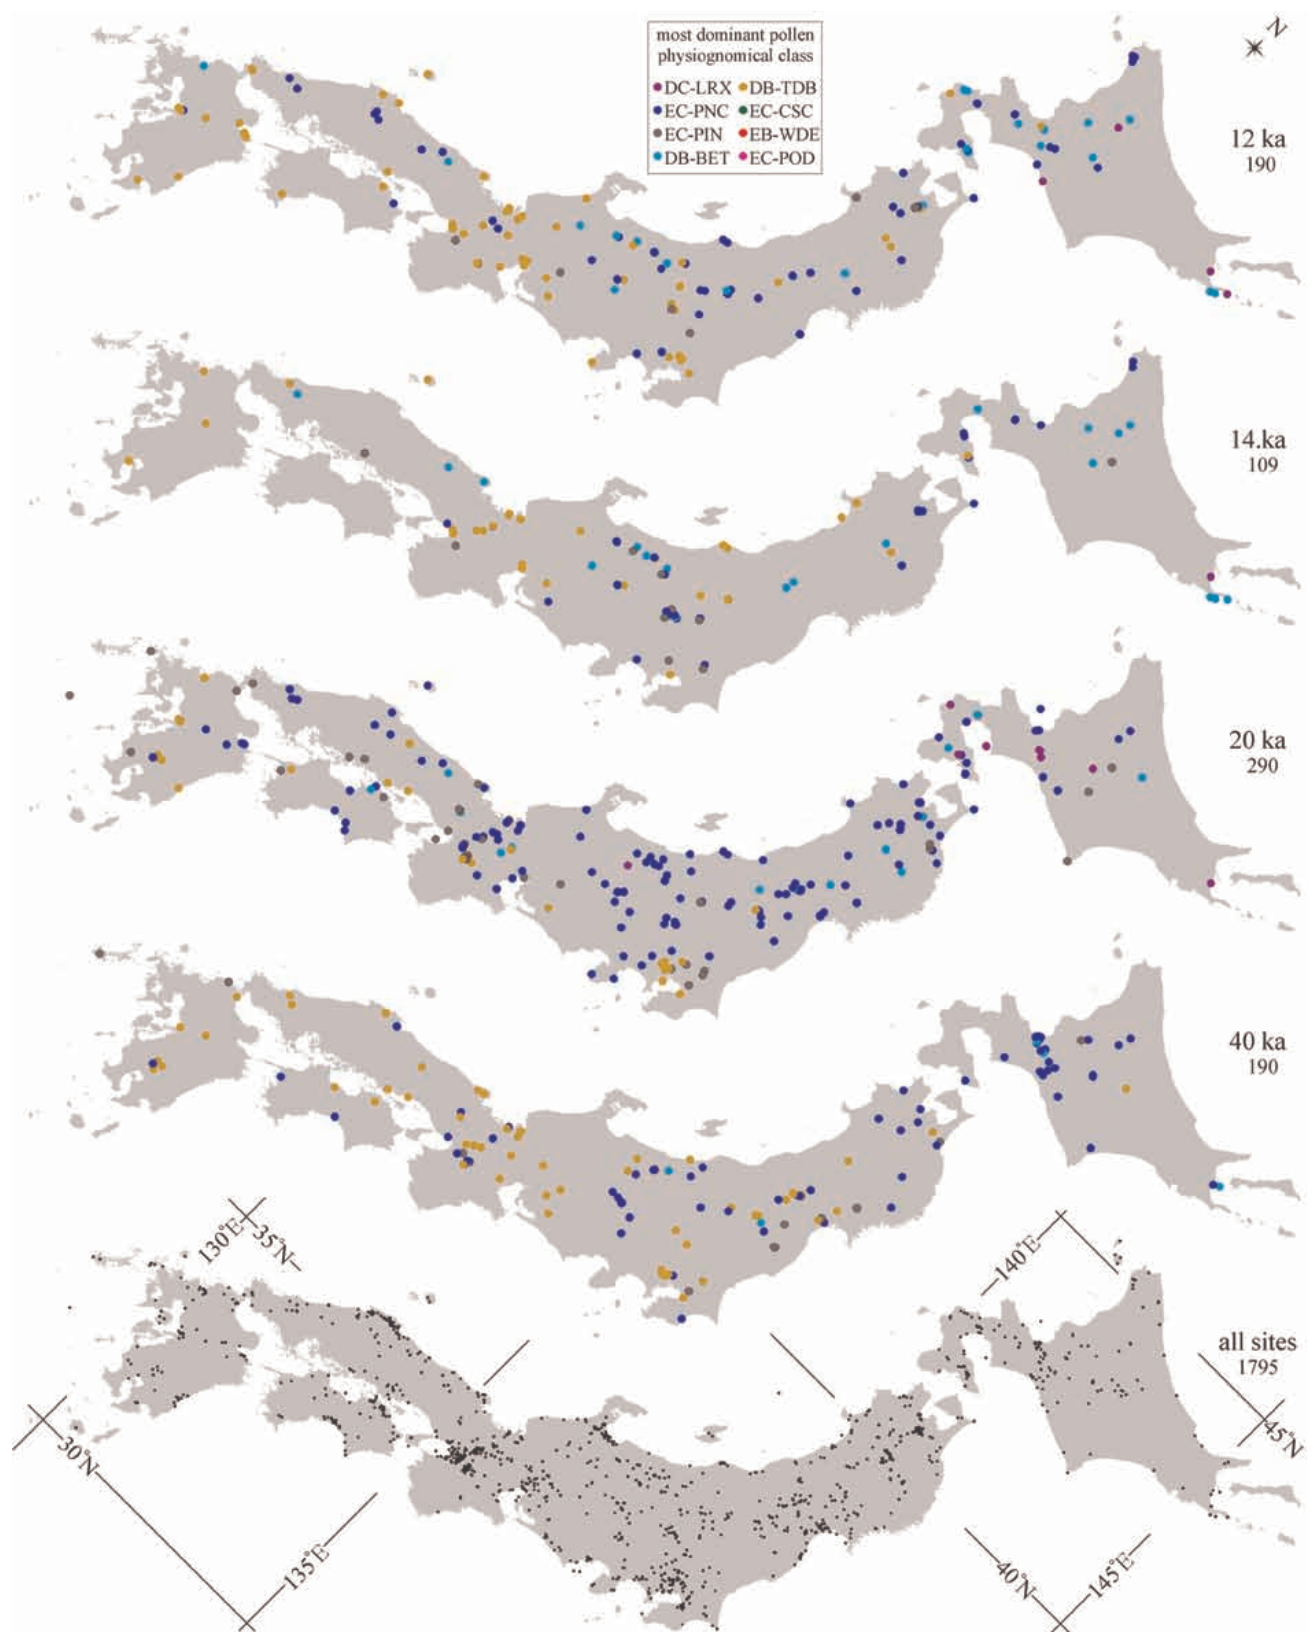 most dominant pollen
physiognomical class
DC-LRX DB-TDB
EC-PNC EC-CSC
EC-PIN EB-WDE
DB-BET EC-POD
N
12 ka
190
14.ka
109
20 ka
290
40 ka
190
130°E
35°N
140°E
all sites
1795
30°N
135°E
40°N
145°E
45°N